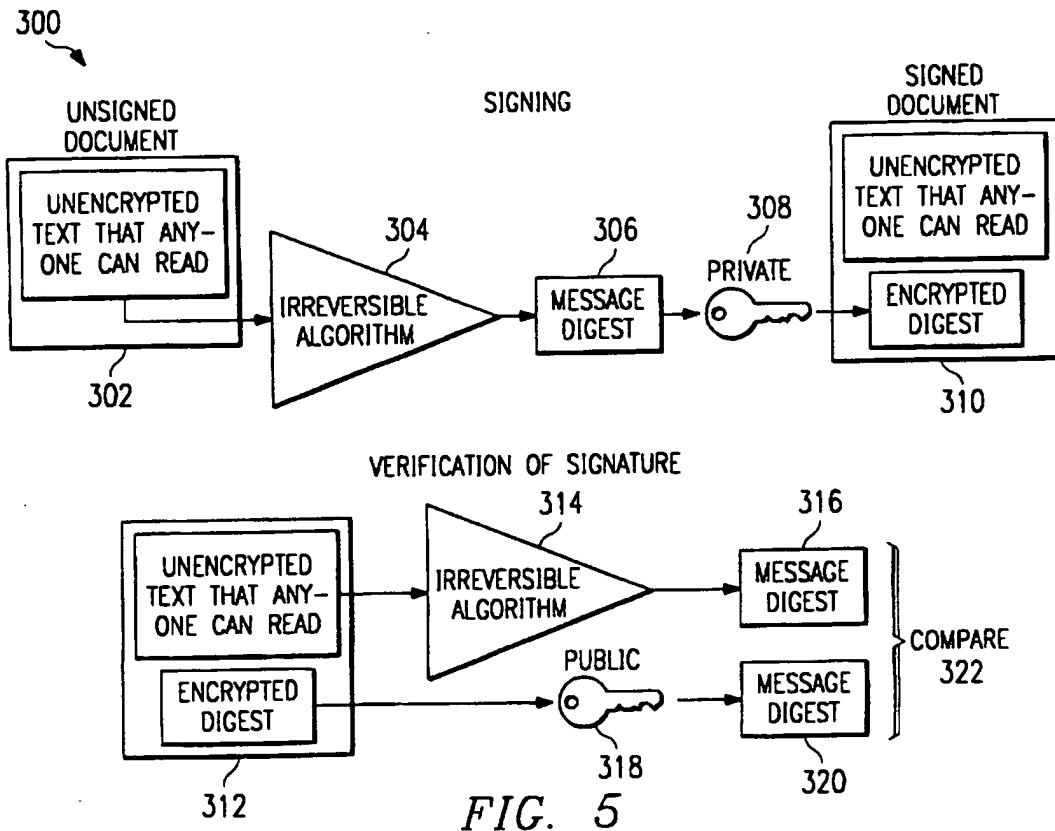 300
UNSIGNED
DOCUMENT
UNENCRYPTED
TEXT THAT ANY-
ONE CAN READ
302
SIGNING
304
IRREVERSIBLE
ALGORITHM
306
MESSAGE
DIGEST
308
PRIVATE
SIGNED
DOCUMENT
UNENCRYPTED
TEXT THAT ANY-
ONE CAN READ
ENCRYPTED
DIGEST
310
VERIFICATION OF SIGNATURE
UNENCRYPTED
TEXT THAT ANY-
ONE CAN READ
ENCRYPTED
DIGEST
312
314
IRREVERSIBLE
ALGORITHM
316
MESSAGE
DIGEST
PUBLIC
318
MESSAGE
DIGEST
320
COMPARE
322
FIG. 5